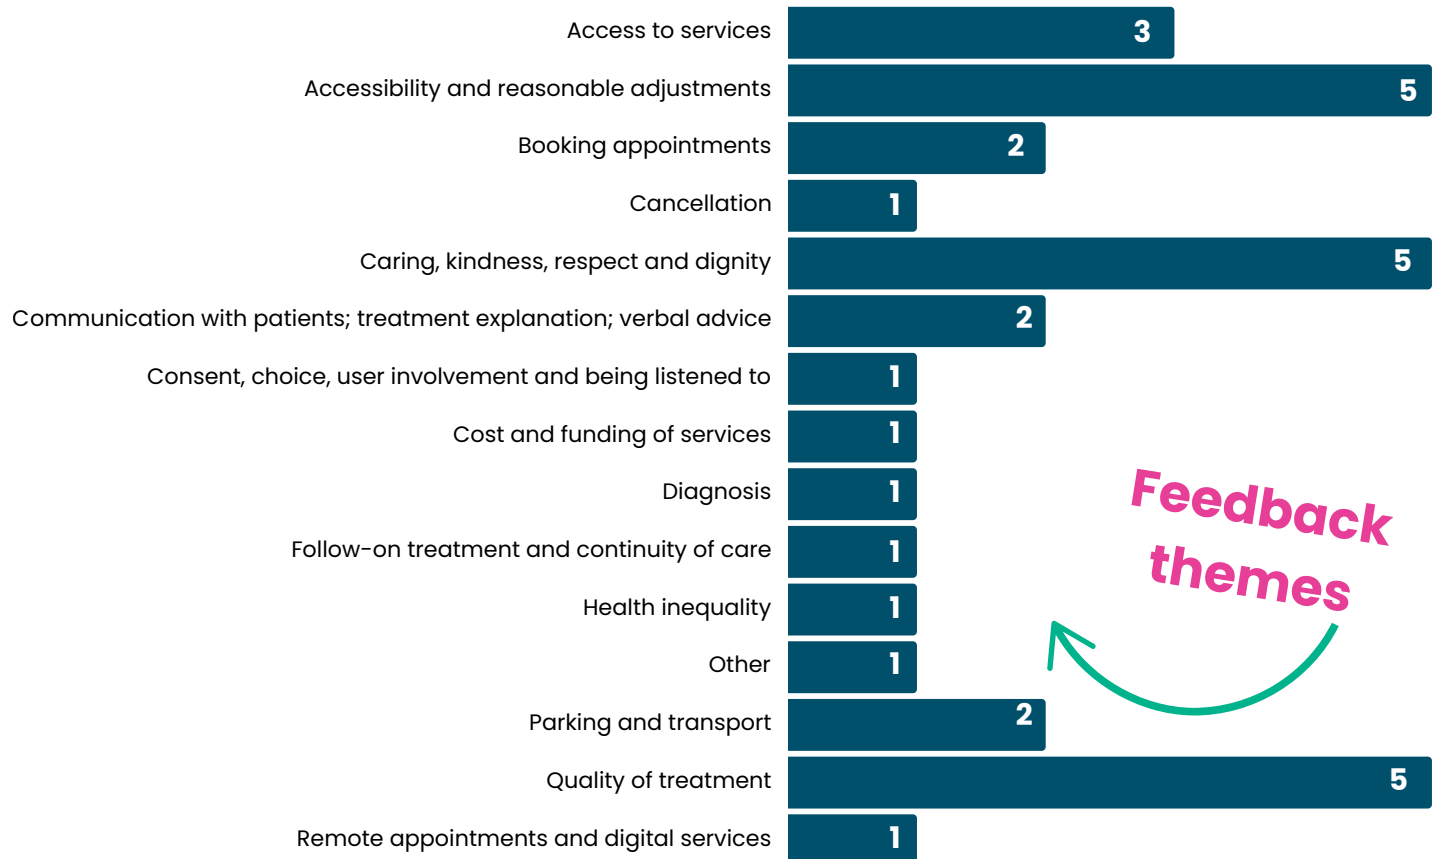 Access to services 3
Accessibility and reasonable adjustments 5
Booking appointments 2
Cancellation 1
Caring, kindness, respect and dignity 5
Communication with patients; treatment explanation; verbal advice 2
Consent, choice, user involvement and being listened to 1
Cost and funding of services 1
Diagnosis 1
Follow-on treatment and continuity of care 1
Health inequality 1
Other 1
Parking and transport 2
Quality of treatment 5
Remote appointments and digital services 1
Feedback
themes